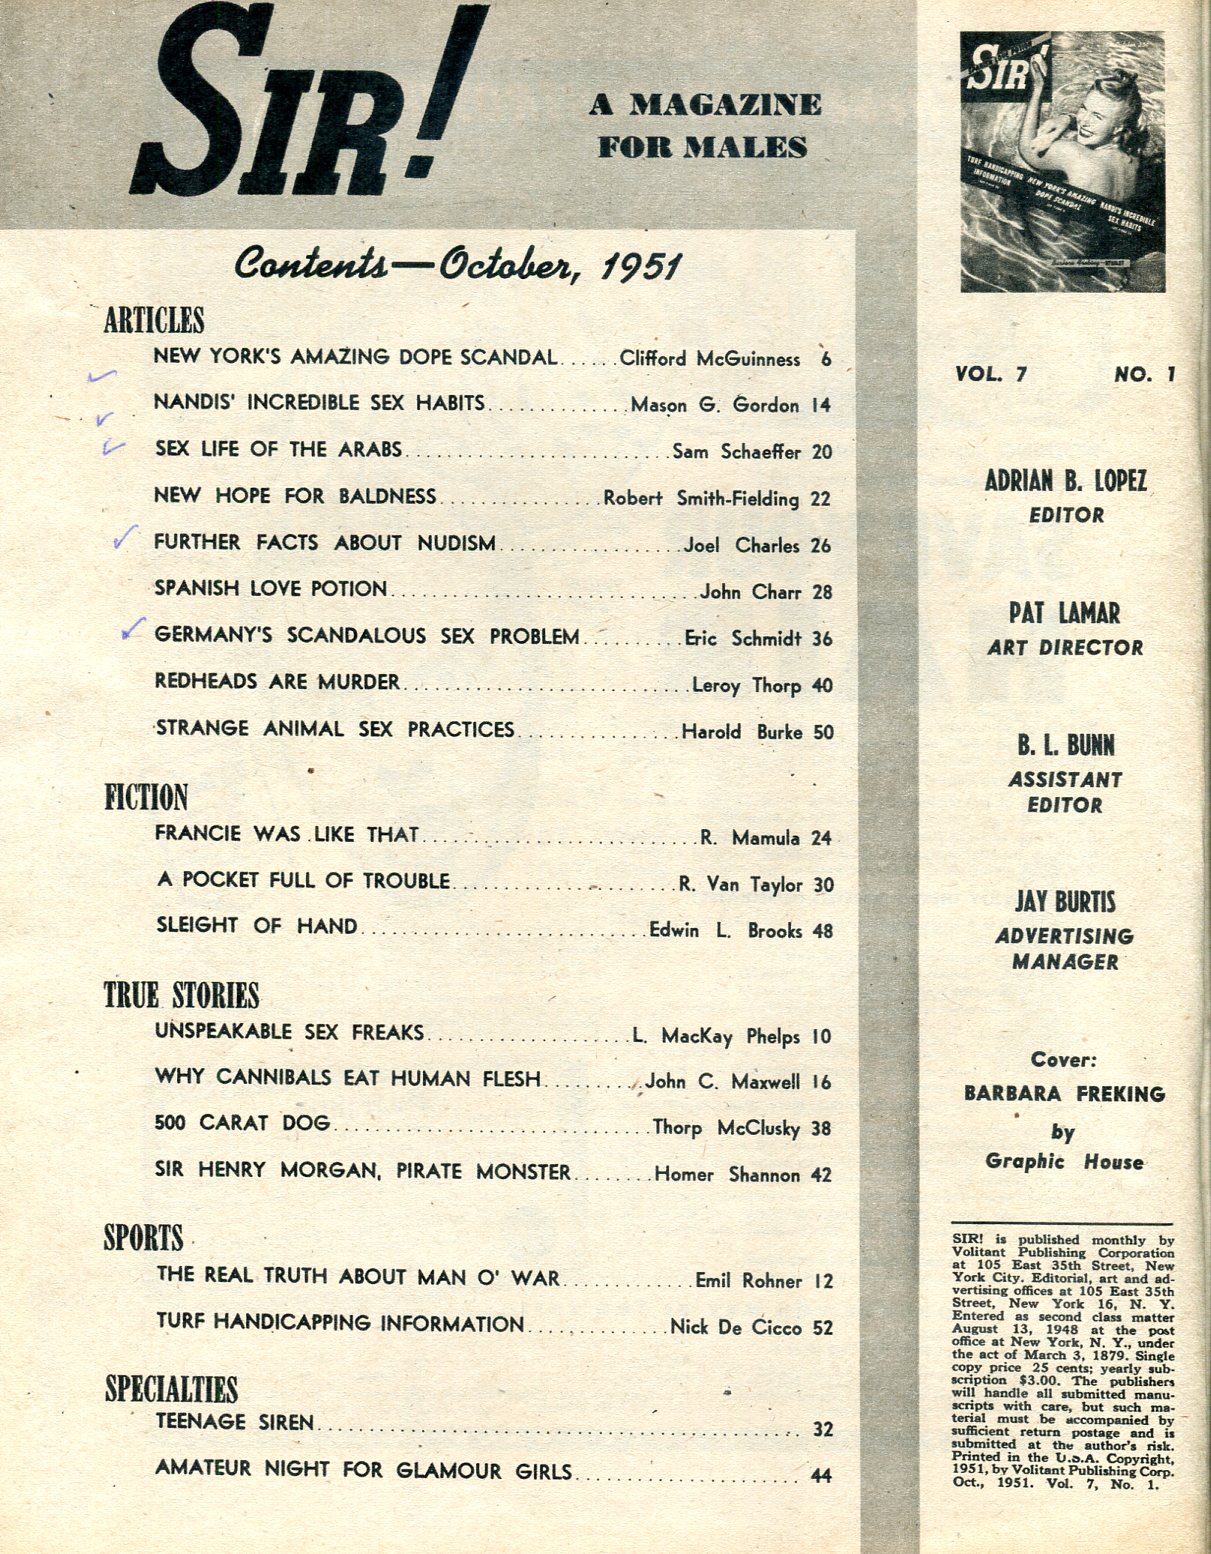 SIR!
A MAGAZINE
FOR MALES
Contents—October, 1951
ARTICLES
NEW YORK'S AMAZING DOPE SCANDAL......Clifford McGuinness 6
NANDIS' INCREDIBLE SEX HABITS.............Mason G. Gordon 14
SEX LIFE OF THE ARABS.........................Sam Schaeffer 20
NEW HOPE FOR BALDNESS...............Robert Smith-Fielding 22
FURTHER FACTS ABOUT NUDISM.................Joel Charles 26
SPANISH LOVE POTION.............................John Charr 28
GERMANY'S SCANDALOUS SEX PROBLEM..........Eric Schmidt 36
REDHEADS ARE MURDER...........................Leroy Thorp 40
STRANGE ANIMAL SEX PRACTICES................Harold Burke 50
FICTION
FRANCIE WAS LIKE THAT..........................R. Mamula 24
A POCKET FULL OF TROUBLE.....................R. Van Taylor 30
SLEIGHT OF HAND...........................Edwin L. Brooks 48
TRUE STORIES
UNSPEAKABLE SEX FREAKS...................L. MacKay Phelps 10
WHY CANNIBALS EAT HUMAN FLESH..........John C. Maxwell 16
500 CARAT DOG..............................Thorp McClusky 38
SIR HENRY MORGAN, PIRATE MONSTER........Homer Shannon 42
SPORTS
THE REAL TRUTH ABOUT MAN O' WAR.............Emil Rohner 12
TURF HANDICAPPING INFORMATION..............Nick De Cicco 52
SPECIALTIES
TEENAGE SIREN.............................................. 32
AMATEUR NIGHT FOR GLAMOUR GIRLS..................... 44
SIR!
TURF HANDICAPPING
INFORMATION
NEW YORK'S AMAZING
DOPE SCANDAL
NANDI'S INCREDIBLE
SEX HABITS
VOL. 7 NO. 1
ADRIAN B. LOPEZ
EDITOR
PAT LAMAR
ART DIRECTOR
B. L. BUNN
ASSISTANT
EDITOR
JAY BURTIS
ADVERTISING
MANAGER
Cover:
BARBARA FREKING
by
Graphic House
SIR! is published monthly by
Volitant Publishing Corporation
at 105 East 35th Street, New
York City. Editorial, art and ad-
vertising offices at 105 East 35th
Street, New York 16, N. Y.
Entered as second class matter
August 13, 1948 at the post
office at New York, N. Y., under
the act of March 3, 1879. Single
copy price 25 cents; yearly sub-
scription $3.00. The publishers
will handle all submitted manu-
scripts with care, but such ma-
terial must be accompanied by
sufficient return postage and is
submitted at the author's risk.
Printed in the U.S.A. Copyright,
1951, by Volitant Publishing Corp.
Oct., 1951. Vol. 7, No. 1.